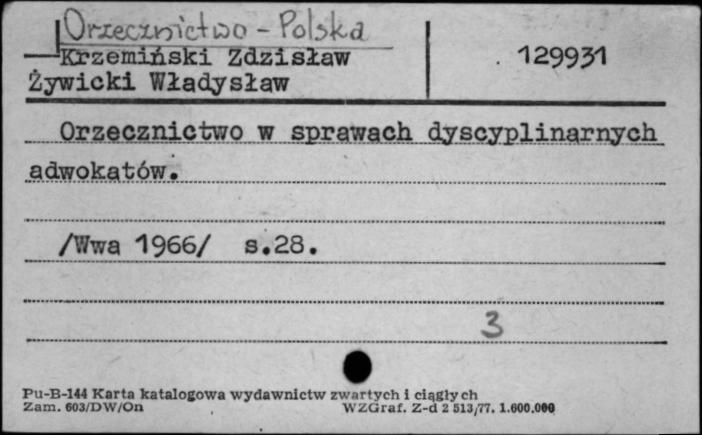 Orzecznictwo - Polska
Krzemiński Zdzisław
129931
Żywicki Władysław
Orzecznictwo w sprawach dyscyplinarnych
adwokatów.
/Wwa 1966/ s.28.
3
Pu-B-144 Karta katalogowa wydawnictw zwartych i ciągłych
Zam. 603/DW/On WZGraf. Z-d 2 513/77. 1.600.000